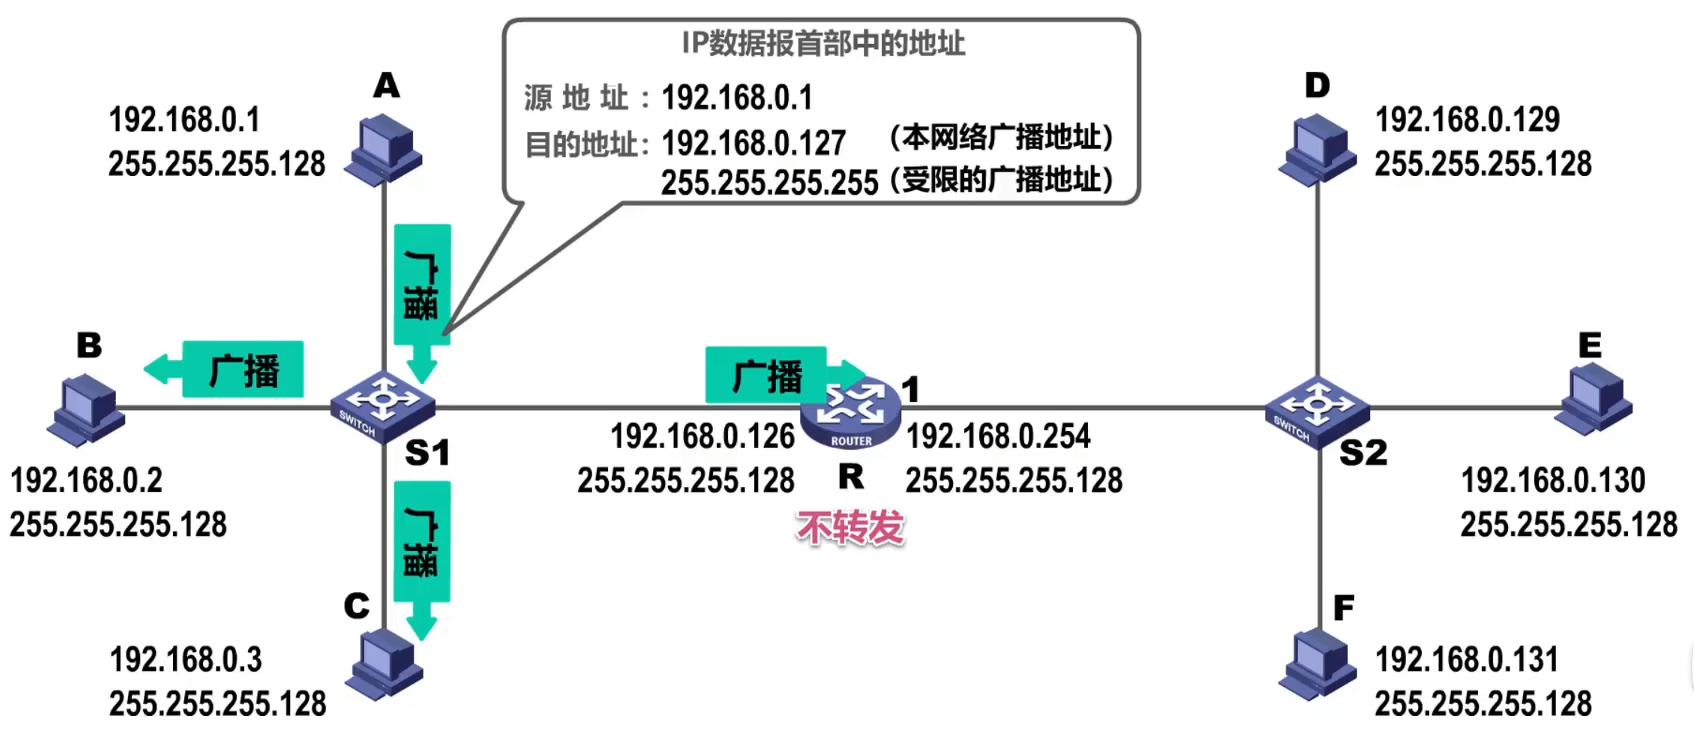 IP数据报首部中的地址
源 地 址 : 192.168.0.1
目的地址: 192.168.0.127 (本网络广播地址)
255.255.255.255 (受限的广播地址)
A
192.168.0.1
255.255.255.128
D
192.168.0.129
255.255.255.128
广播
B
广播
广播
1
E
SWITCH
ROUTER
SWITCH
S1
192.168.0.126
255.255.255.128
R
192.168.0.254
255.255.255.128
S2
192.168.0.2
255.255.255.128
不转发
192.168.0.130
255.255.255.128
广播
C
192.168.0.3
255.255.255.128
F
192.168.0.131
255.255.255.128